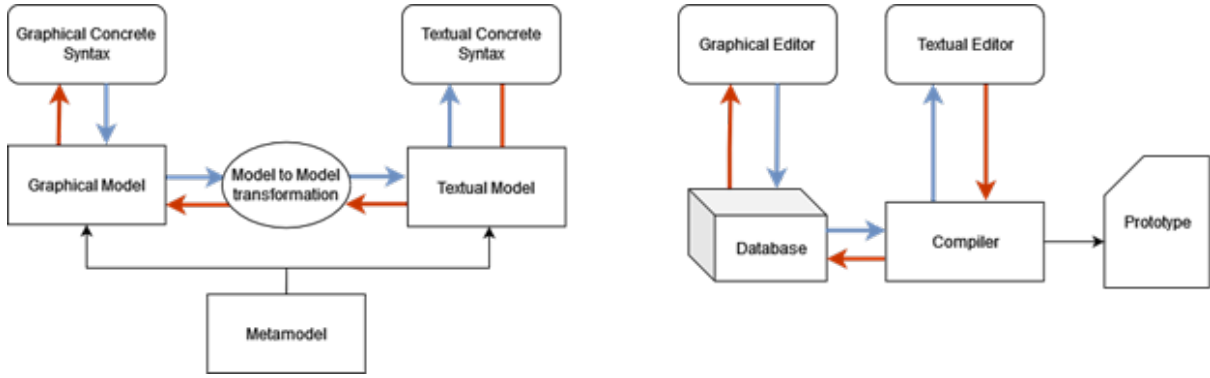 Graphical Concrete
Syntax
Textual Concrete
Syntax
Graphical Model
Model to Model
transformation
Textual Model
Metamodel
Graphical Editor
Textual Editor
Database
Compiler
Prototype